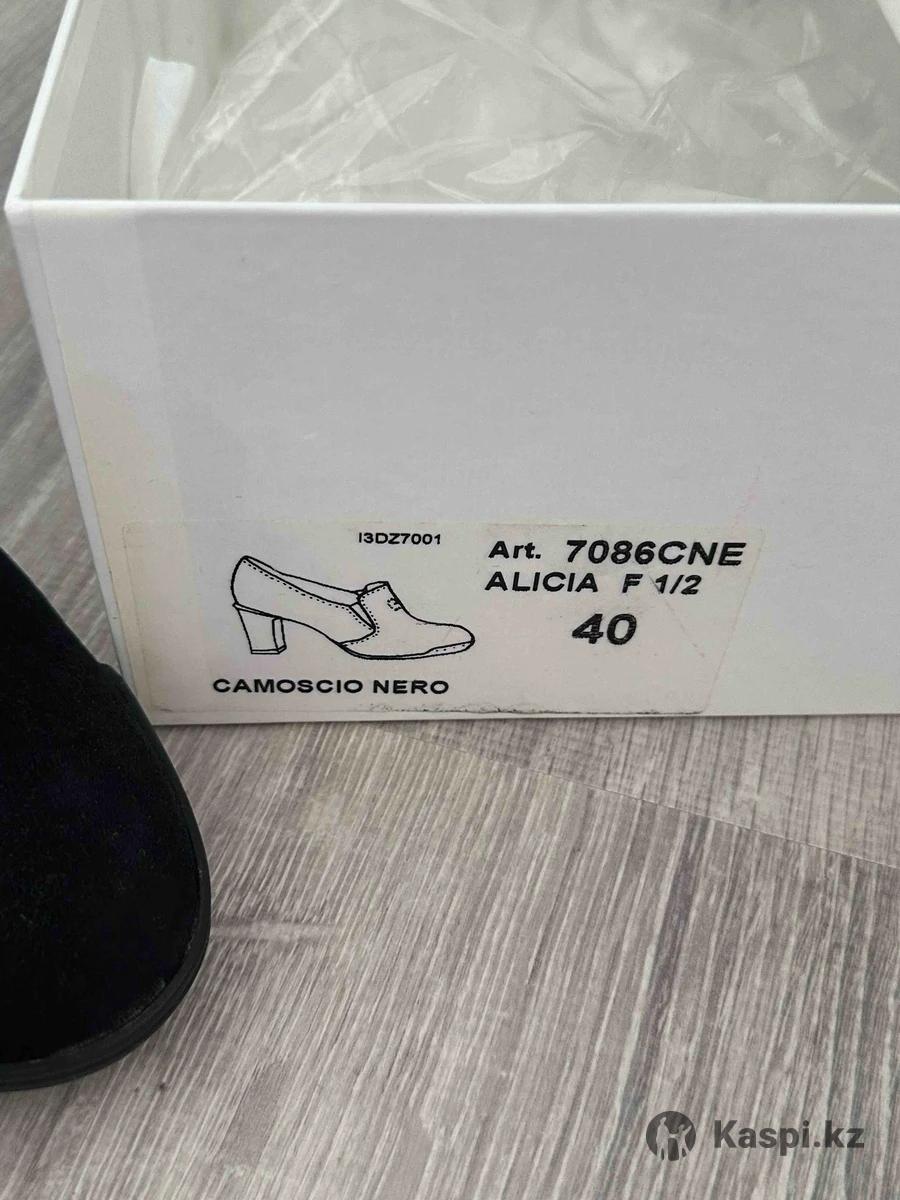 I3DZ7001
Art. 7086CNE
ALICIA F 1/2
40
CAMOSCIO NERO
Kaspi.kz